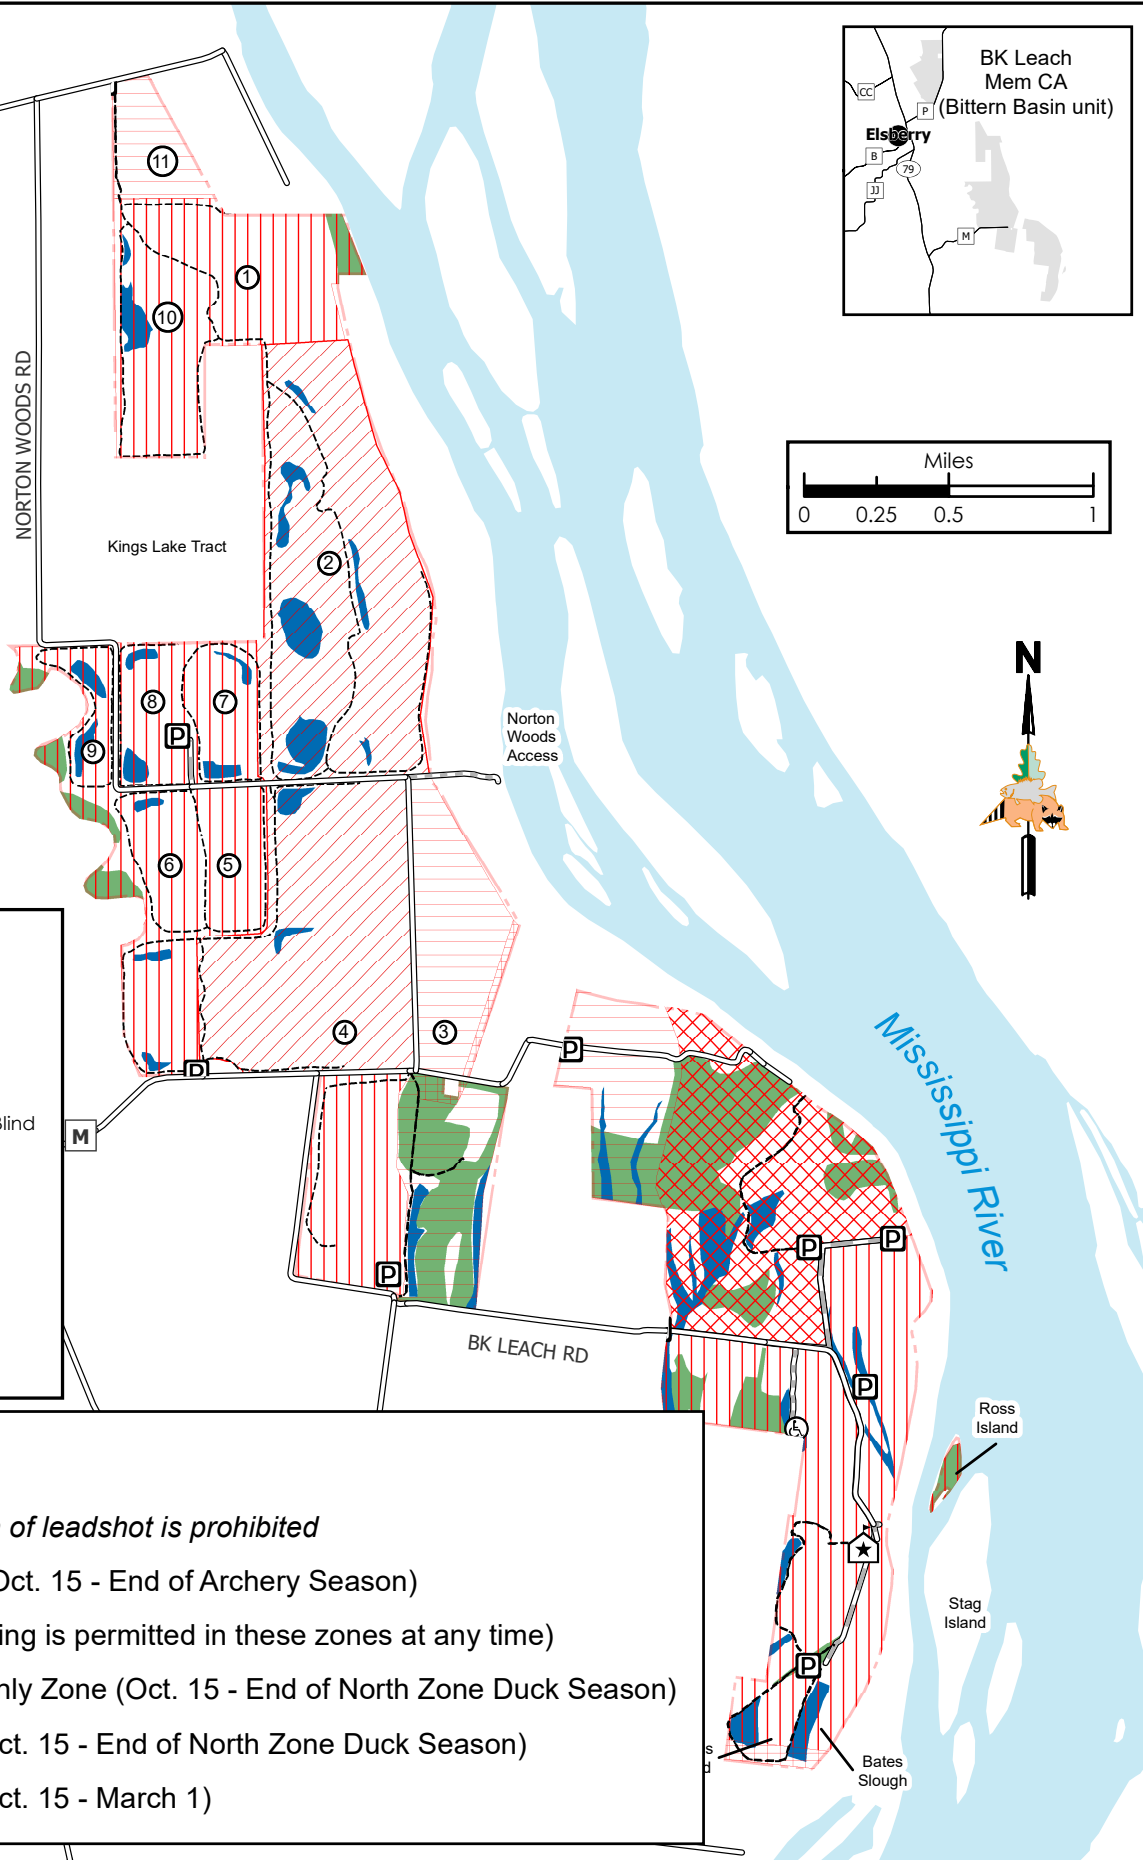 BK Leach
Mem CA
(Bittern Basin unit)
CC
P
Elsberry
B
79
JJ
M
11
1
10
NORTON WOODS RD
Miles
0 0.25 0.5 1
Kings Lake Tract
2
N
8
7
P
9
Norton
Woods
Access
6
5
4
3
P
P
Mississippi River
Blind
M
P
P
P
BK LEACH RD
P
Ross
Island
of leadshot is prohibited
Oct. 15 - End of Archery Season)
ing is permitted in these zones at any time)
nly Zone (Oct. 15 - End of North Zone Duck Season)
ct. 15 - End of North Zone Duck Season)
ct. 15 - March 1)
Stag
Island
P
s
d
Bates
Slough